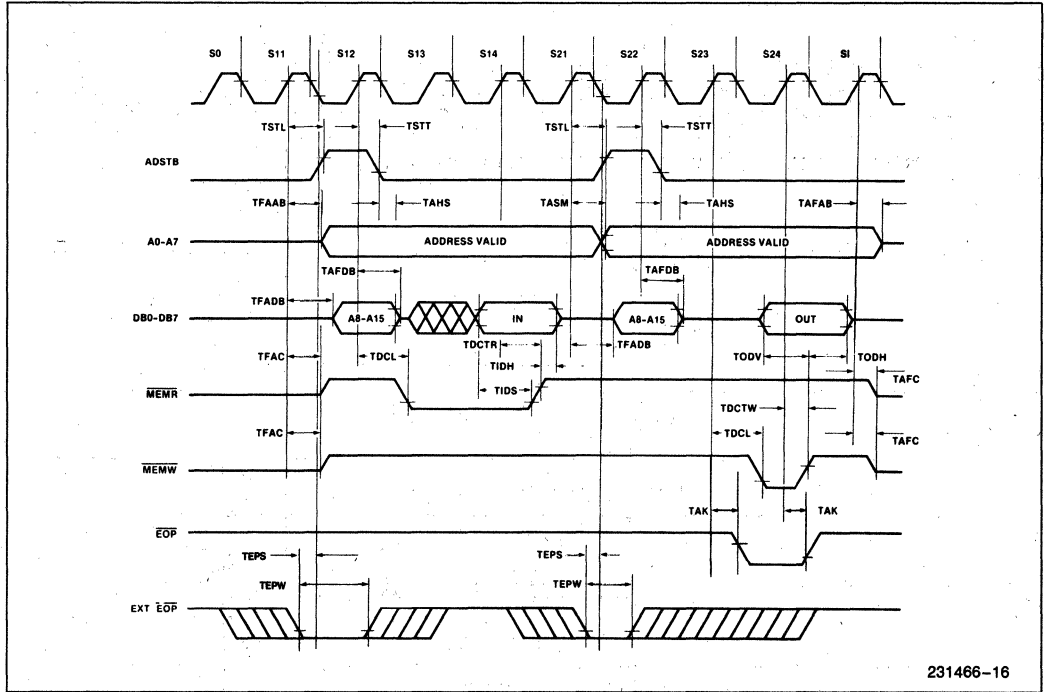 S0 S11 S12 S13 S14 S21 S22 S23 S24 SI
TSTL TSTT TSTL TSTT
ADSTB
TFAAB TAHS TASM TAHS TAFAB
A0-A7 ADDRESS VALID ADDRESS VALID
TAFDB TAFDB
TFADB
DB0-DB7 A8-A15 IN A8-A15 OUT
TDCTR TFADB
TFAC TDCL TIDH TODV TODH
TIDS TAFC
MEMR
TDCTW
TFAC TDCL TAFC
MEMW
TAK TAK
EOP
TEPS TEPS
TEPW TEPW
EXT EOP
231466-16